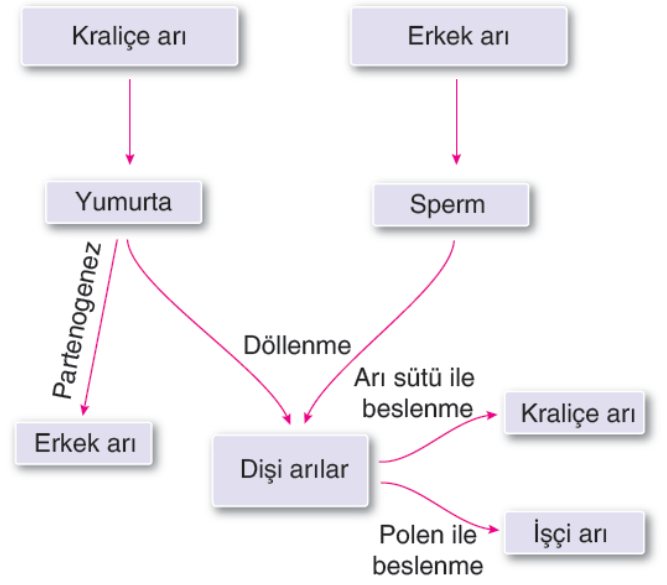 Kraliçe arı
Erkek arı
Yumurta
Sperm
Partenogenez
Döllenme
Arı sütü ile
beslenme
Kraliçe arı
Erkek arı
Dişi arılar
Polen ile
beslenme
İşçi arı